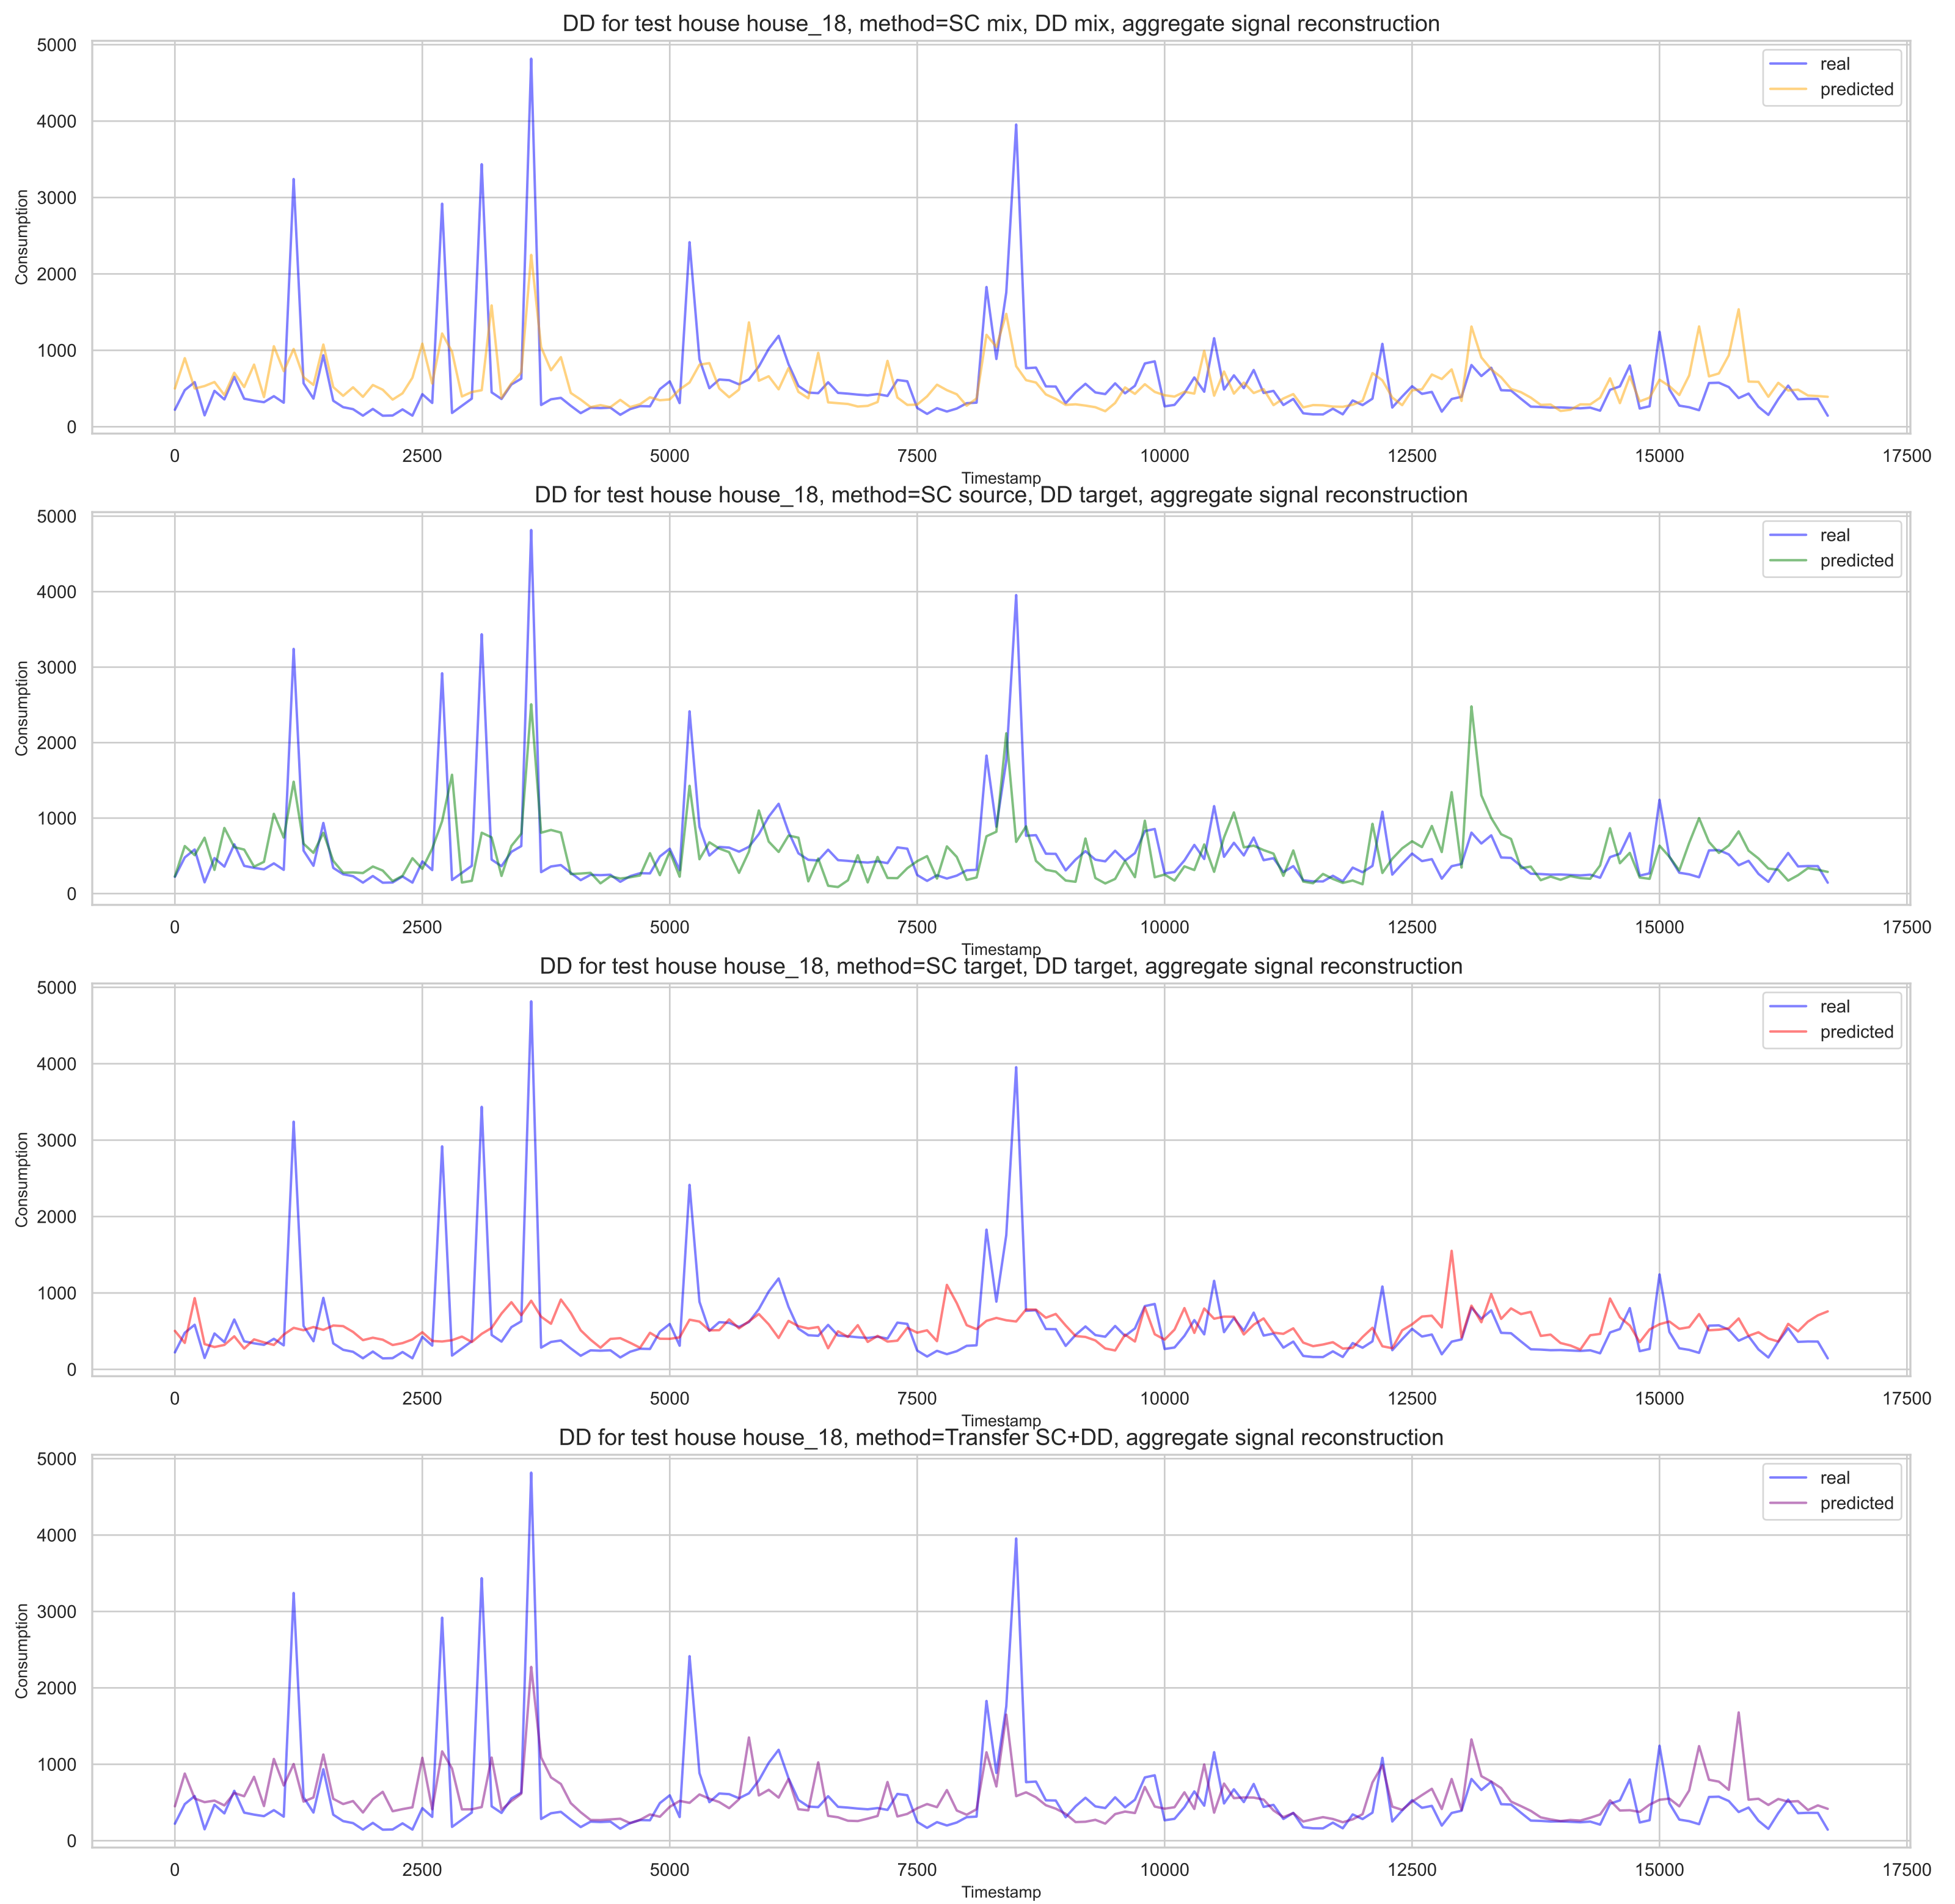 DD for test house house_18, method=SC mix, DD mix, aggregate signal reconstruction
5000
4000
3000
2000
1000
0
Consumption
real
predicted
0 2500 5000 7500 10000 12500 15000 17500
Timestamp
DD for test house house_18, method=SC source, DD target, aggregate signal reconstruction
5000
4000
3000
2000
1000
0
Consumption
real
predicted
0 2500 5000 7500 10000 12500 15000 17500
Timestamp
DD for test house house_18, method=SC target, DD target, aggregate signal reconstruction
5000
4000
3000
2000
1000
0
Consumption
real
predicted
0 2500 5000 7500 10000 12500 15000 17500
Timestamp
DD for test house house_18, method=Transfer SC+DD, aggregate signal reconstruction
5000
4000
3000
2000
1000
0
Consumption
real
predicted
0 2500 5000 7500 10000 12500 15000 17500
Timestamp